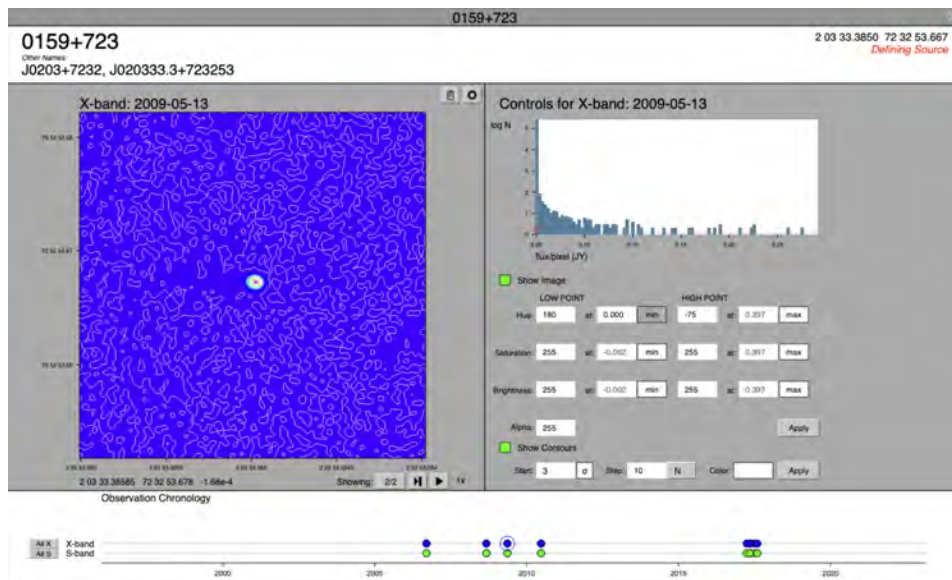 0159+723
0159+723
2 03 33.3850 72 32 53.667
Other Names:
Defining Source
J0203+7232, J020333.3+723253
X-band: 2009-05-13
Controls for X-band: 2009-05-13
log N
flux/pixel (JY)
Show Image
LOW POINT HIGH POINT
Hue: 180 at: 0.000 min -75 at: 0.397 max
Saturation: 255 at: -0.002 min 255 at: 0.397 max
Brightness: 255 at: -0.002 min 255 at: 0.397 max
Alpha: 255 Apply
Show Contours
Start: 3 σ Step: 10 N Color: Apply
2 03 33.38585 72 32 53.678 -1.68e-4 Showing: 2/2 1x
Observation Chronology
All X X-band
All S S-band
2000 2005 2010 2015 2020